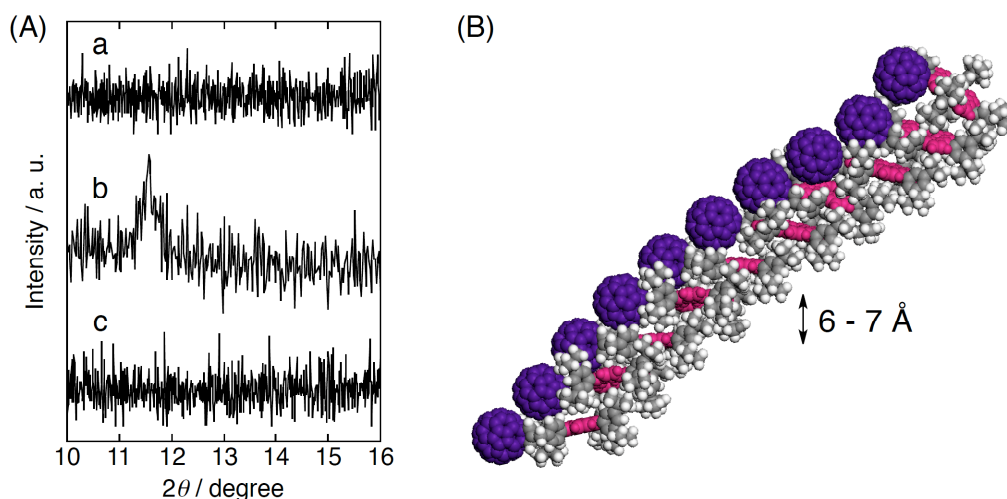 (A)
a
b
c
Intensity / a. u.
10 11 12 13 14 15 16
2θ / degree
(B)
6 - 7 Å